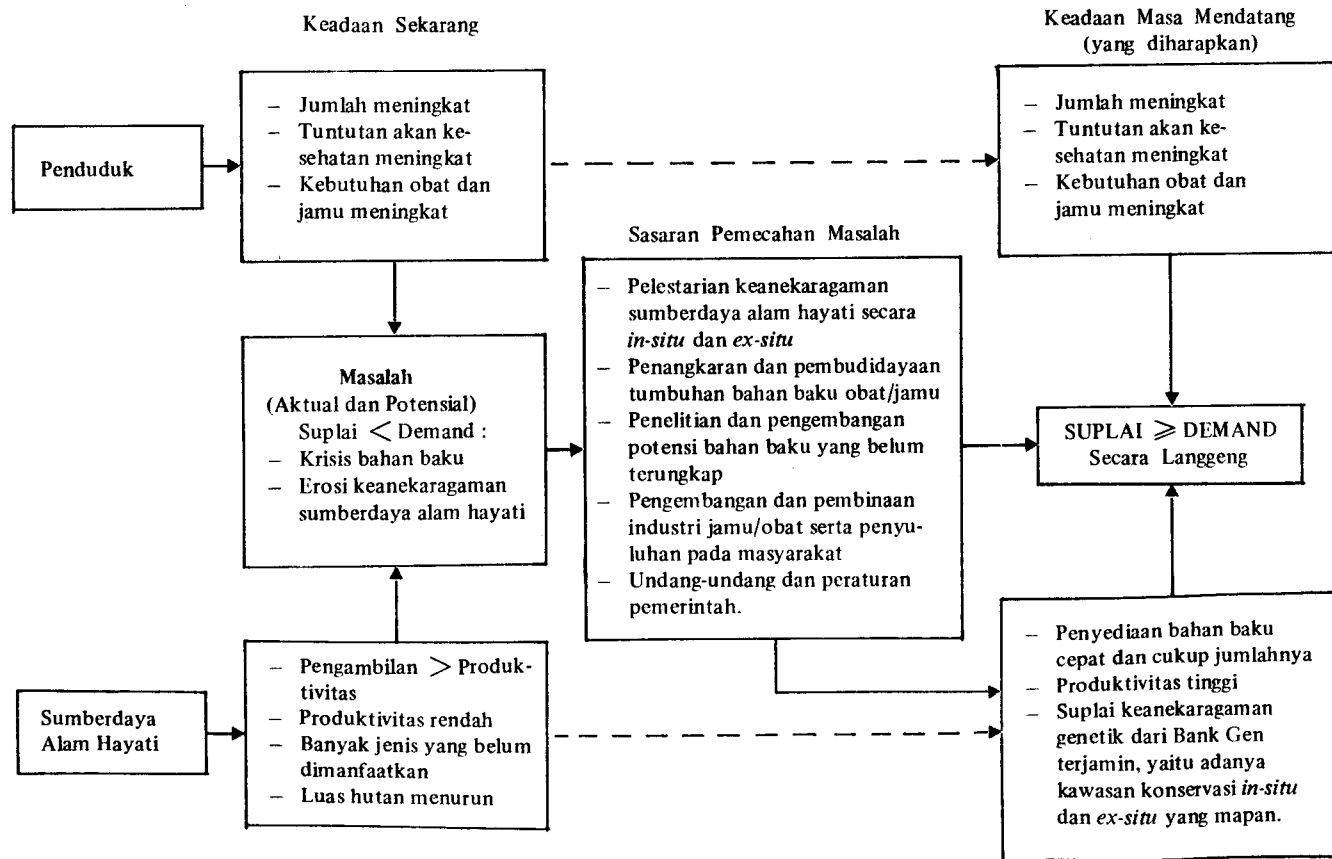 Keadaan Sekarang
Keadaan Masa Mendatang
(yang diharapkan)
Penduduk
– Jumlah meningkat
– Tuntutan akan ke-
sehatan meningkat
– Kebutuhan obat dan
jamu meningkat
– Jumlah meningkat
– Tuntutan akan ke-
sehatan meningkat
– Kebutuhan obat dan
jamu meningkat
Sasaran Pemecahan Masalah
Masalah
(Aktual dan Potensial)
Suplai < Demand :
– Krisis bahan baku
– Erosi keanekaragaman
sumberdaya alam hayati
– Pelestarian keanekaragaman
sumberdaya alam hayati secara
in-situ dan ex-situ
– Penangkaran dan pembudidayaan
tumbuhan bahan baku obat/jamu
– Penelitian dan pengembangan
potensi bahan baku yang belum
terungkap
– Pengembangan dan pembinaan
industri jamu/obat serta penyu-
luhan pada masyarakat
– Undang-undang dan peraturan
pemerintah.
SUPLAI ⩾ DEMAND
Secara Langgeng
Sumberdaya
Alam Hayati
– Pengambilan > Produk-
tivitas
– Produktivitas rendah
– Banyak jenis yang belum
dimanfaatkan
– Luas hutan menurun
– Penyediaan bahan baku
cepat dan cukup jumlahnya
– Produktivitas tinggi
– Suplai keanekaragaman
genetik dari Bank Gen
terjamin, yaitu adanya
kawasan konservasi in-situ
dan ex-situ yang mapan.